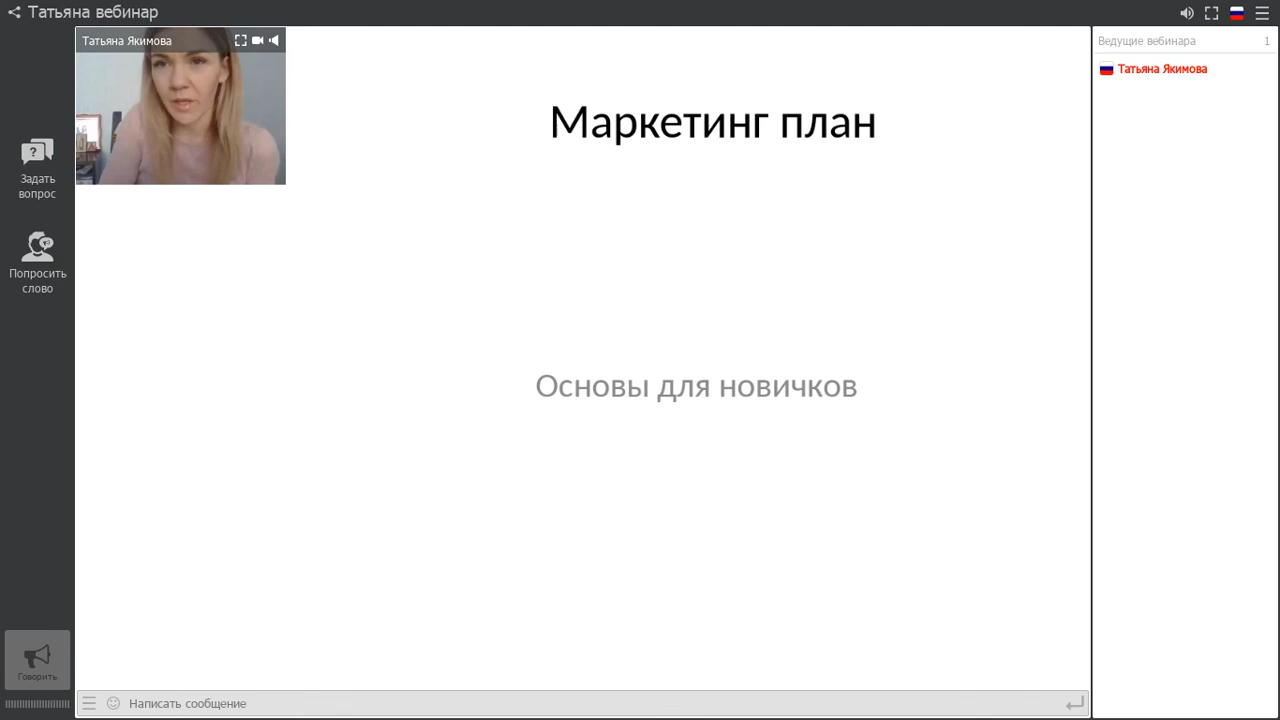 Татьяна вебинар
Татьяна Якимова
Ведущие вебинара 1
Татьяна Якимова
Маркетинг план
Задать
вопрос
Попросить
слово
Основы для новичков
Говорить
Написать сообщение